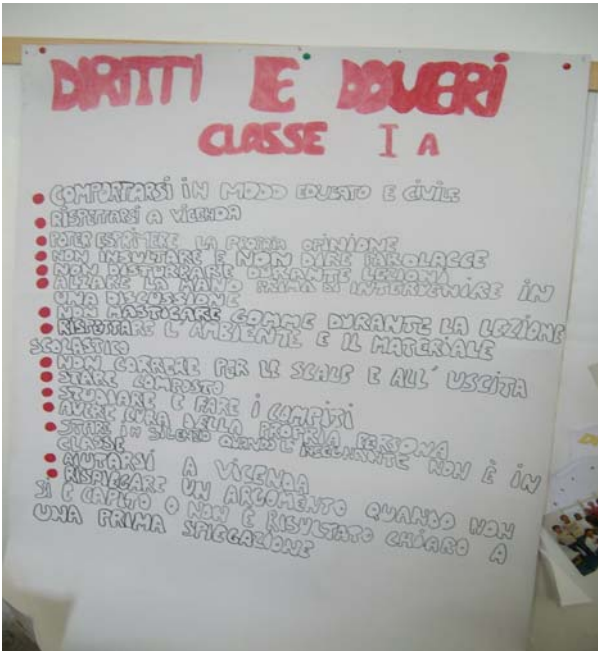 DIRITTI E DOVERI
CLASSE I A
COMPORTARSI IN MODO EDUCATO E CIVILE
RISPETTARSI A VICENDA
POTER ESPRIMERE LA PROPRIA OPINIONE
NON INSULTARE E NON DIRE PAROLACCE
NON DISTURBARE DURANTE LEZIONI
ALZARE LA MANO PRIMA DI INTERVENIRE IN
UNA DISCUSSIONE
NON MASTICARE GOMME DURANTE LA LEZIONE
RISPETTARE L'AMBIENTE E IL MATERIALE
SCOLASTICO
NON CORRERE PER LE SCALE E ALL'USCITA
STARE COMPOSTO
STUDIARE E FARE I COMPITI
AVERE CURA DELLA PROPRIA PERSONA
STARE IN SILENZIO QUANDO L'INSEGNANTE NON È IN
CLASSE
AIUTARSI A VICENDA
RISPIEGARE UN ARGOMENTO QUANDO NON
SI È CAPITO O NON È RISULTATO CHIARO A
UNA PRIMA SPIEGAZIONE